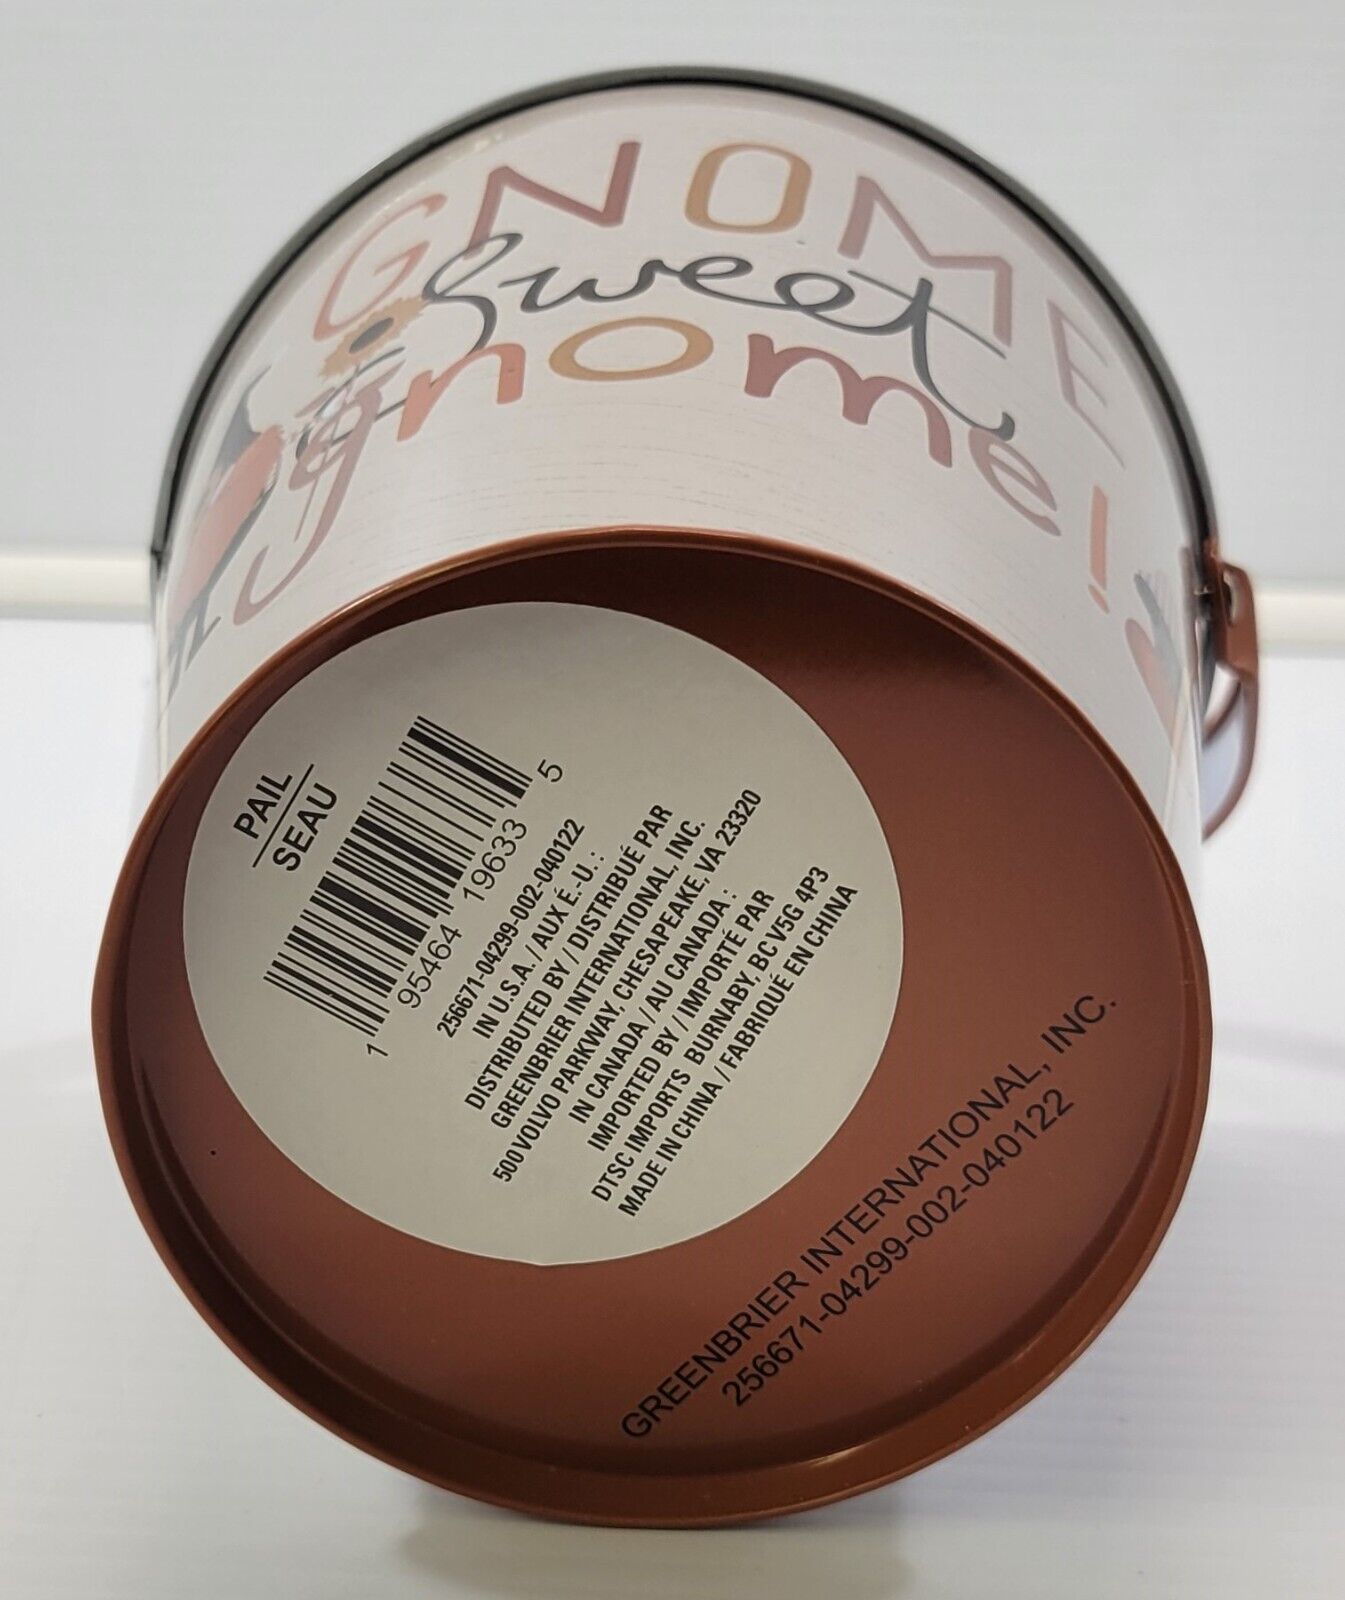 GNOME
Sweet
gnome!
PAIL
SEAU
1 95464 19633 5
256671-04299-002-040122
IN U.S.A. / AUX É.-U. :
DISTRIBUTED BY / DISTRIBUÉ PAR
GREENBRIER INTERNATIONAL, INC.
500 VOLVO PARKWAY, CHESAPEAKE, VA 23320
IN CANADA / AU CANADA :
IMPORTED BY / IMPORTÉ PAR
DTSC IMPORTS BURNABY, BC V5G 4P3
MADE IN CHINA / FABRIQUÉ EN CHINA
GREENBRIER INTERNATIONAL, INC.
256671-04299-002-040122